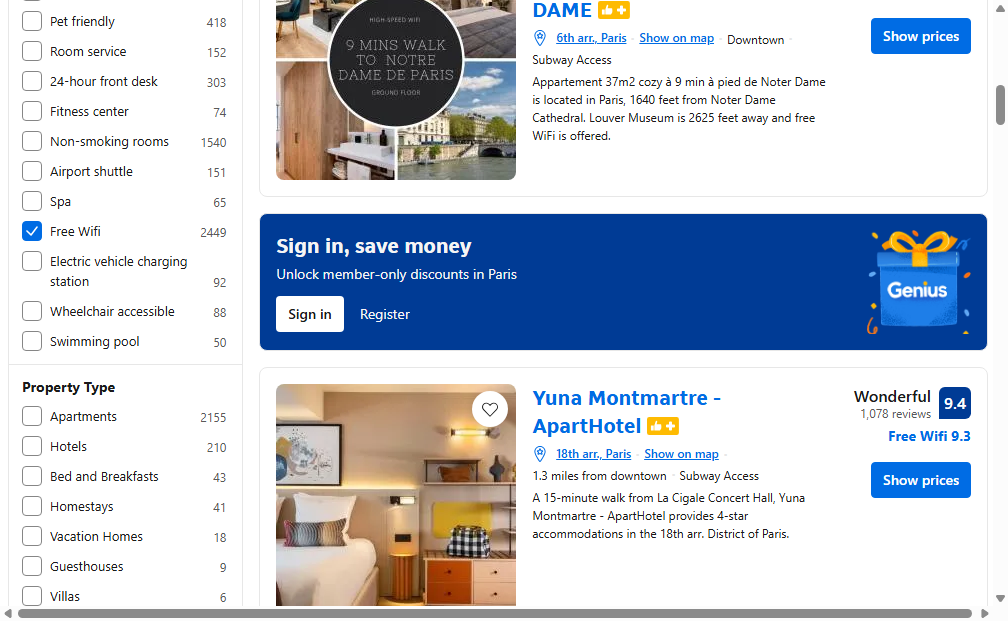 Pet friendly 418
Room service 152
24-hour front desk 303
Fitness center 74
Non-smoking rooms 1540
Airport shuttle 151
Spa 65
Free Wifi 2449
Electric vehicle charging
station 92
Wheelchair accessible 88
Swimming pool 50
Property Type
Apartments 2155
Hotels 210
Bed and Breakfasts 43
Homestays 41
Vacation Homes 18
Guesthouses 9
Villas 6
HIGH-SPEED WIFI
9 MINS WALK
TO NOTRE
DAME DE PARIS
GROUND FLOOR
DAME
6th arr., Paris Show on map Downtown
Subway Access
Appartement 37m2 cozy à 9 min à pied de Noter Dame
is located in Paris, 1640 feet from Noter Dame
Cathedral. Louver Museum is 2625 feet away and free
WiFi is offered.
Show prices
Sign in, save money
Unlock member-only discounts in Paris
Sign in Register
Genius
Yuna Montmartre -
ApartHotel
18th arr., Paris Show on map
1.3 miles from downtown Subway Access
A 15-minute walk from La Cigale Concert Hall, Yuna
Montmartre - ApartHotel provides 4-star
accommodations in the 18th arr. District of Paris.
Wonderful 9.4
1,078 reviews
Free Wifi 9.3
Show prices